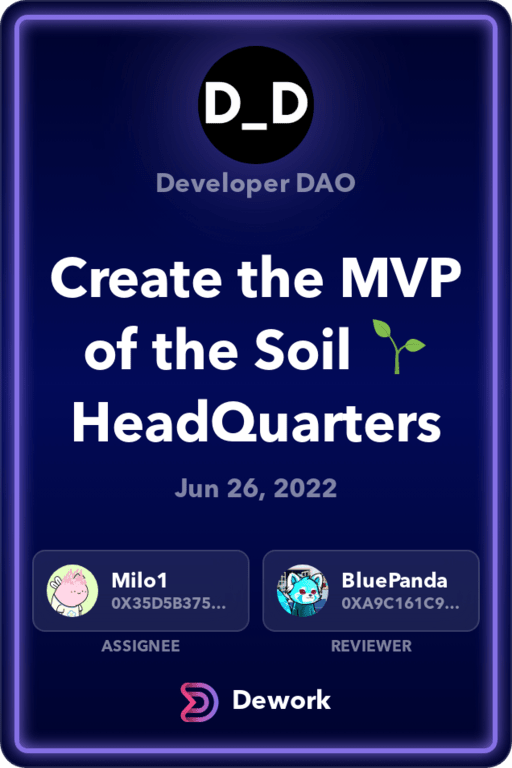 D_D
Developer DAO
Create the MVP
of the Soil 🌱
HeadQuarters
Jun 26, 2022
Milo1
0X35D5B375...
BluePanda
0XA9C161C9...
ASSIGNEE
REVIEWER
Dework